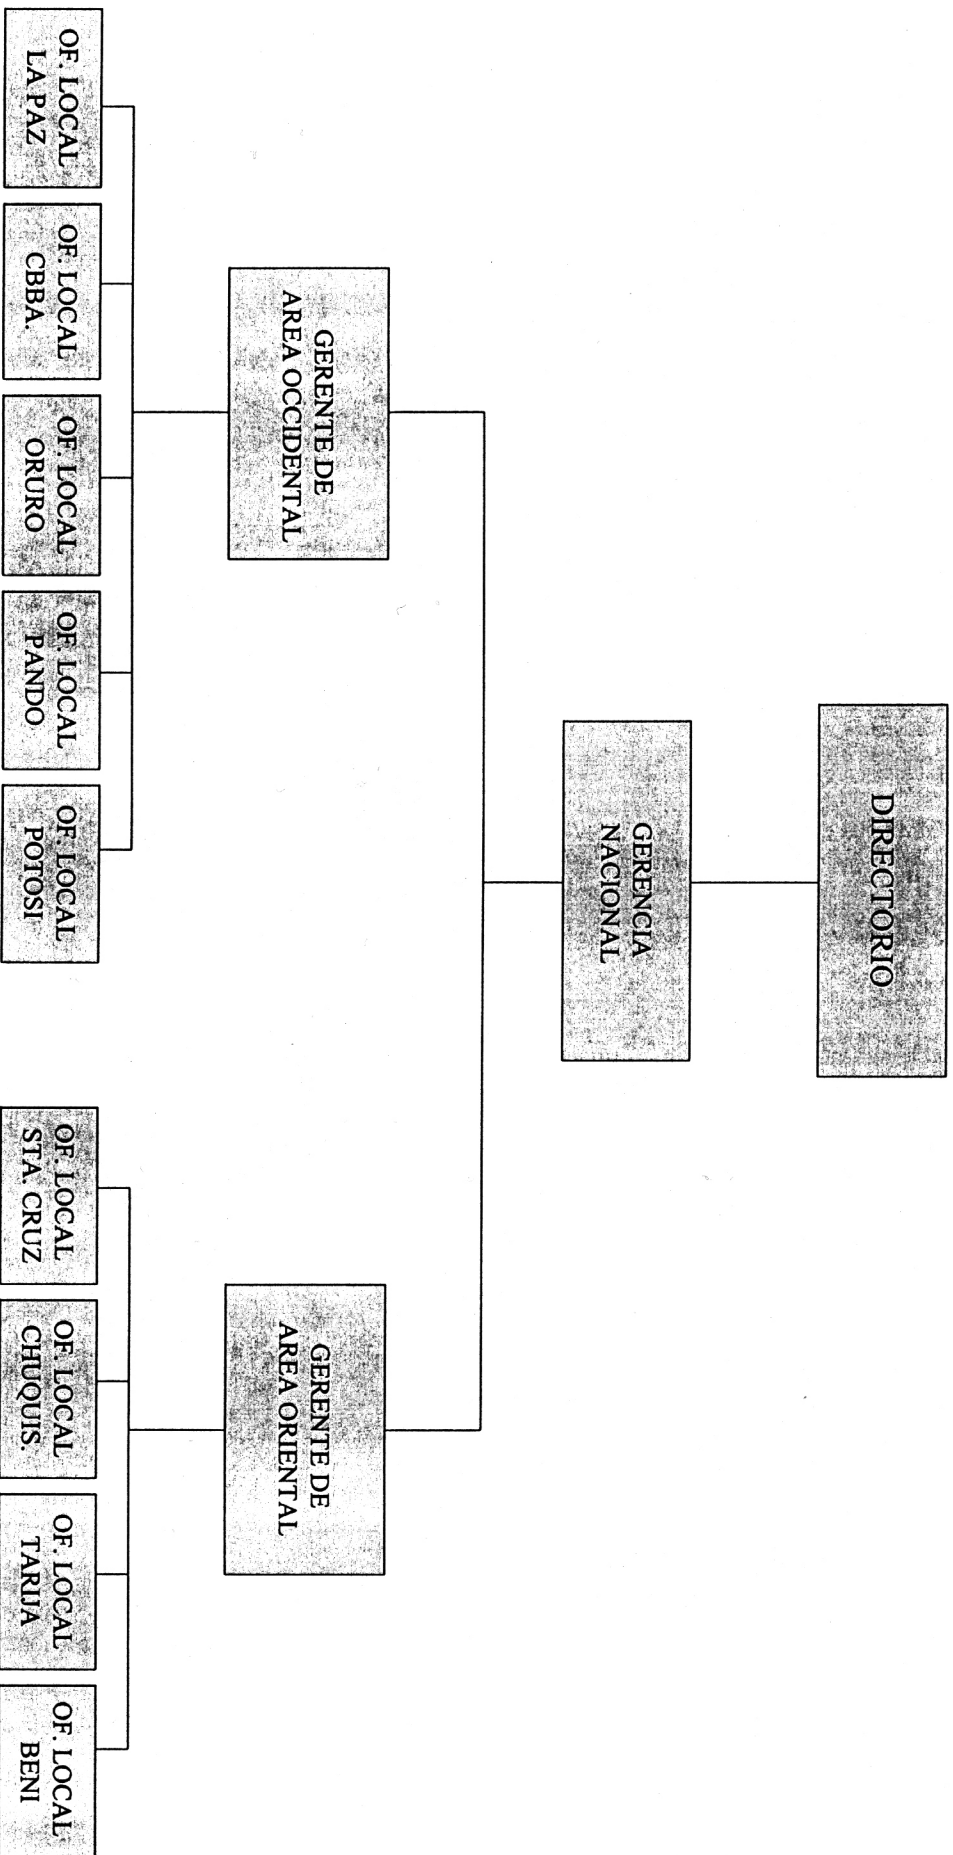 DIRECTORIO
GERENCIA
NACIONAL
GERENTE DE
AREA OCCIDENTAL
GERENTE DE
AREA ORIENTAL
OF. LOCAL
LA PAZ
OF. LOCAL
CBBA.
OF. LOCAL
ORURO
OF. LOCAL
PANDO
OF. LOCAL
POTOSI
OF. LOCAL
STA. CRUZ
OF. LOCAL
CHUQUIS.
OF. LOCAL
TARIJA
OF. LOCAL
BENI